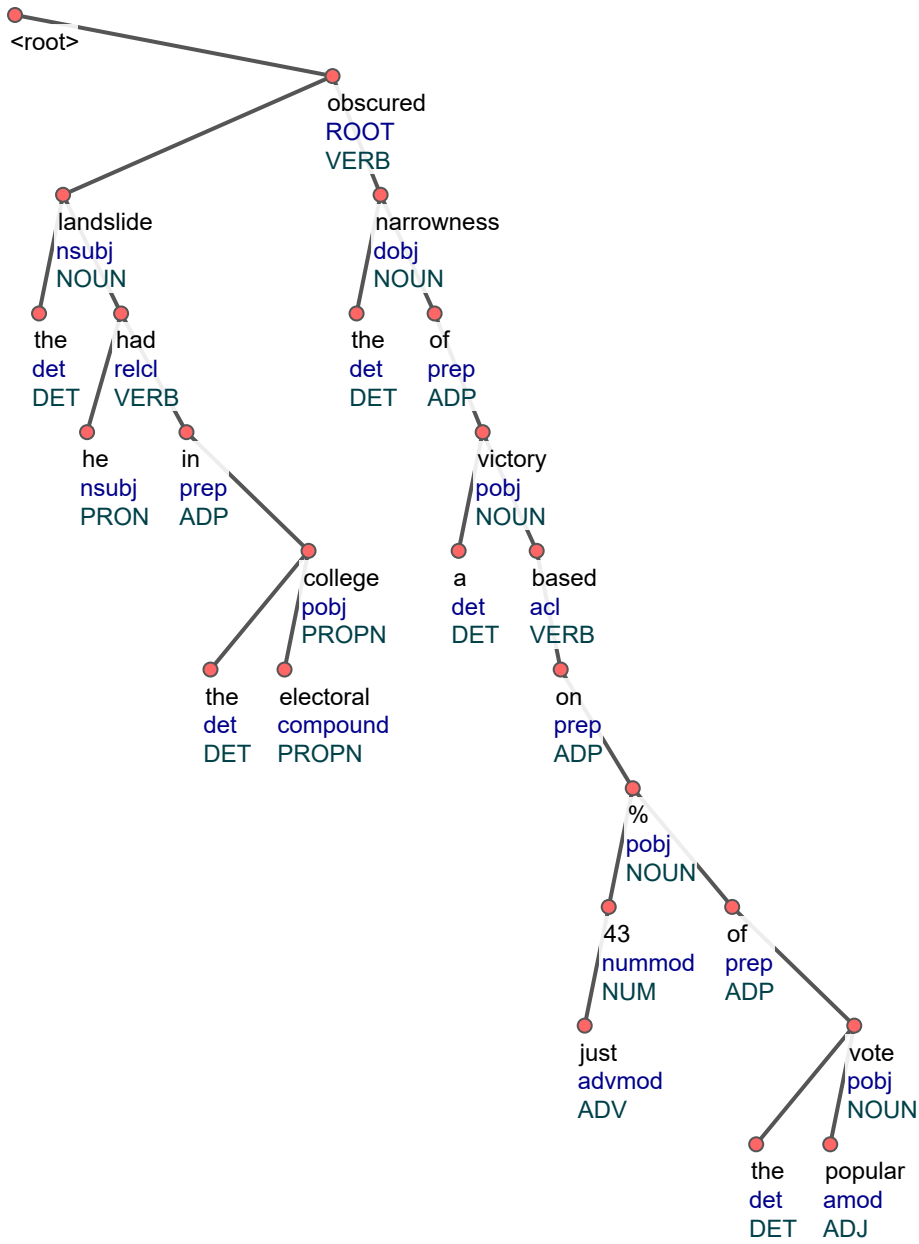 <root>
obscured
ROOT
VERB
landslide narrowness
nsubj dobj
NOUN NOUN
the had the of
det relcl det prep
DET VERB DET ADP
he in victory
nsubj prep pobj
PRON ADP NOUN
college a based
pobj det acl
PROPN DET VERB
the electoral on
det compound prep
DET PROPN ADP
%
pobj
NOUN
43 of
nummod prep
NUM ADP
just vote
advmod pobj
ADV NOUN
the popular
det amod
DET ADJ